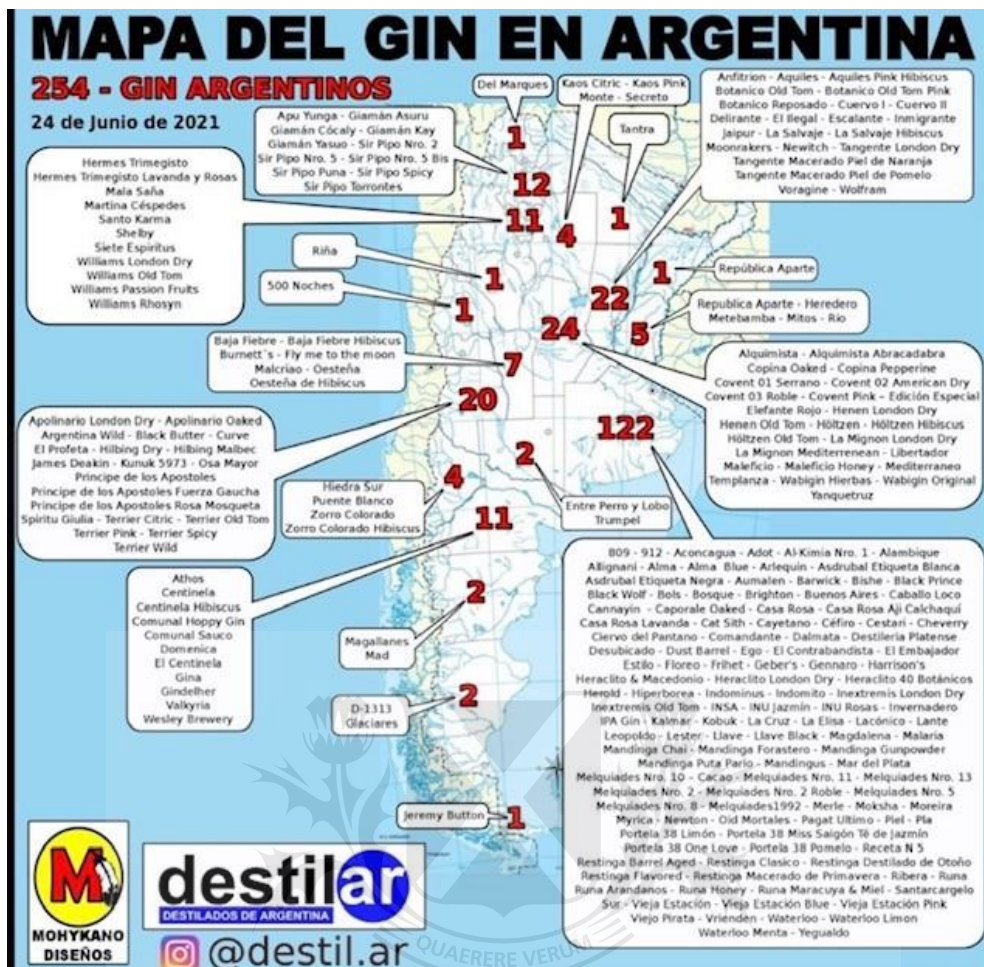 MAPA DEL GIN EN ARGENTINA
254 - GIN ARGENTINOS
24 de Junio de 2021
Del Marques
1
Kaos Citric - Kaos Pink
Monte - Secreto
4
Tantra
1
Anfitrion - Aquiles - Aquiles Pink Hibiscus
Botanico Old Tom - Botanico Old Tom Pink
Botanico Reposado - Cuervo I - Cuervo II
Delirante - El Ilegal - Escalante - Inmigrante
Jaipur - La Salvaje - La Salvaje Hibiscus
Moonrakers - Newitch - Tangente London Dry
Tangente Macerado Piel de Naranja
Tangente Macerado Piel de Pomelo
Voragine - Wolfram
22
Apu Yunga - Giamán Asuru
Giamán Cócaly - Giamán Kay
Giamán Yasuo - Sir Pipo Nro. 2
Sir Pipo Nro. 5 - Sir Pipo Nro. 5 Bis
Sir Pipo Puna - Sir Pipo Spicy
Sir Pipo Torrontes
12
Hermes Trimegisto
Hermes Trimegisto Lavanda y Rosas
Mala Saña
Martina Céspedes
Santo Karma
Shelby
Siete Espiritus
Williams London Dry
Williams Old Tom
Williams Passion Fruits
Williams Rhosyn
11
Riña
1
500 Noches
1
República Aparte
1
Republica Aparte - Heredero
Metebamba - Mitos - Rio
5
24
Baja Fiebre - Baja Fiebre Hibiscus
Burnett´s - Fly me to the moon
Malcriao - Oesteña
Oesteña de Hibiscus
7
Alquimista - Alquimista Abracadabra
Copina Oaked - Copina Pepperine
Covent 01 Serrano - Covent 02 American Dry
Covent 03 Roble - Covent Pink - Edición Especial
Elefante Rojo - Henen London Dry
Henen Old Tom - Höltzen - Höltzen Hibiscus
Höltzen Old Tom - La Mignon London Dry
La Mignon Mediterrenean - Libertador
Maleficio - Maleficio Honey - Mediterraneo
Templanza - Wabigin Hierbas - Wabigin Original
Yanquetruz
20
Apolinario London Dry - Apolinario Oaked
Argentina Wild - Black Butter - Curve
El Profeta - Hilbing Dry - Hilbing Malbec
James Deakin - Kunuk 5973 - Osa Mayor
Principe de los Apostoles
Principe de los Apostoles Fuerza Gaucha
Principe de los Apostoles Rosa Mosqueta
Spiritu Giulia - Terrier Citric - Terrier Old Tom
Terrier Pink - Terrier Spicy
Terrier Wild
122
2
Entre Perro y Lobo
Trumpel
4
Hiedra Sur
Puente Blanco
Zorro Colorado
Zorro Colorado Hibiscus
11
Athos
Centinela
Centinela Hibiscus
Comunal Hoppy Gin
Comunal Sauco
Domenica
El Centinela
Gina
Gindelher
Valkyria
Wesley Brewery
2
Magallanes
Mad
2
D-1313
Glaciares
Jeremy Button
1
B09 - 912 - Aconcagua - Adot - Al-Kimia Nro. 1 - Alambique
Allignani - Alma - Alma Blue - Arlequin - Asdrubal Etiqueta Blanca
Asdrubal Etiqueta Negra - Aumalen - Barwick - Bishe - Black Prince
Black Wolf - Bols - Bosque - Brighton - Buenos Aires - Caballo Loco
Cannayin - Caporale Oaked - Casa Rosa - Casa Rosa Aji Calchaquí
Casa Rosa Lavanda - Cat Sith - Cayetano - Céfiro - Cestari - Cheverry
Ciervo del Pantano - Comandante - Dalmata - Destileria Platense
Desubicado - Dust Barrel - Ego - El Contrabandista - El Embajador
Estilo - Floreo - Frihet - Geber's - Gennaro - Harrison's
Heraclito & Macedonio - Heraclito London Dry - Heraclito 40 Botánicos
Herold - Hiperborea - Indominus - Indomito - Inextremis London Dry
Inextremis Old Tom - INSA - INU Jazmín - INU Rosas - Invernadero
IPA Gin - Kalmar - Kobuk - La Cruz - La Elisa - Lacónico - Lante
Leopoldo - Lester - Llave - Llave Black - Magdalena - Malaria
Mandinga Chai - Mandinga Forastero - Mandinga Gunpowder
Mandinga Puta Pario - Mandingus - Mar del Plata
Melquiades Nro. 10 - Cacao - Melquiades Nro. 11 - Melquiades Nro. 13
Melquiades Nro. 2 - Melquiades Nro. 2 Roble - Melquiades Nro. 5
Melquiades Nro. 8 - Melquiades1992 - Merle - Moksha - Moreira
Myrica - Newton - Old Mortales - Pagat Ultimo - Piel - Pla
Portela 38 Limón - Portela 38 Miss Saigón Té de Jazmín
Portela 38 One Love - Portela 38 Pomelo - Receta N 5
Restinga Barrel Aged - Restinga Clasico - Restinga Destilado de Otoño
Restinga Flavored - Restinga Macerado de Primavera - Ribera - Runa
Runa Arandanos - Runa Honey - Runa Maracuya & Miel - Santarcargelo
Sur - Vieja Estación - Vieja Estación Blue - Vieja Estación Pink
Viejo Pirata - Vrienden - Waterloo - Waterloo Limon
Waterloo Menta - Yegualdo
M
MOHYKANO
DISEÑOS
destilar
DESTILADOS DE ARGENTINA
@destil.ar
QUAERERE VERUM